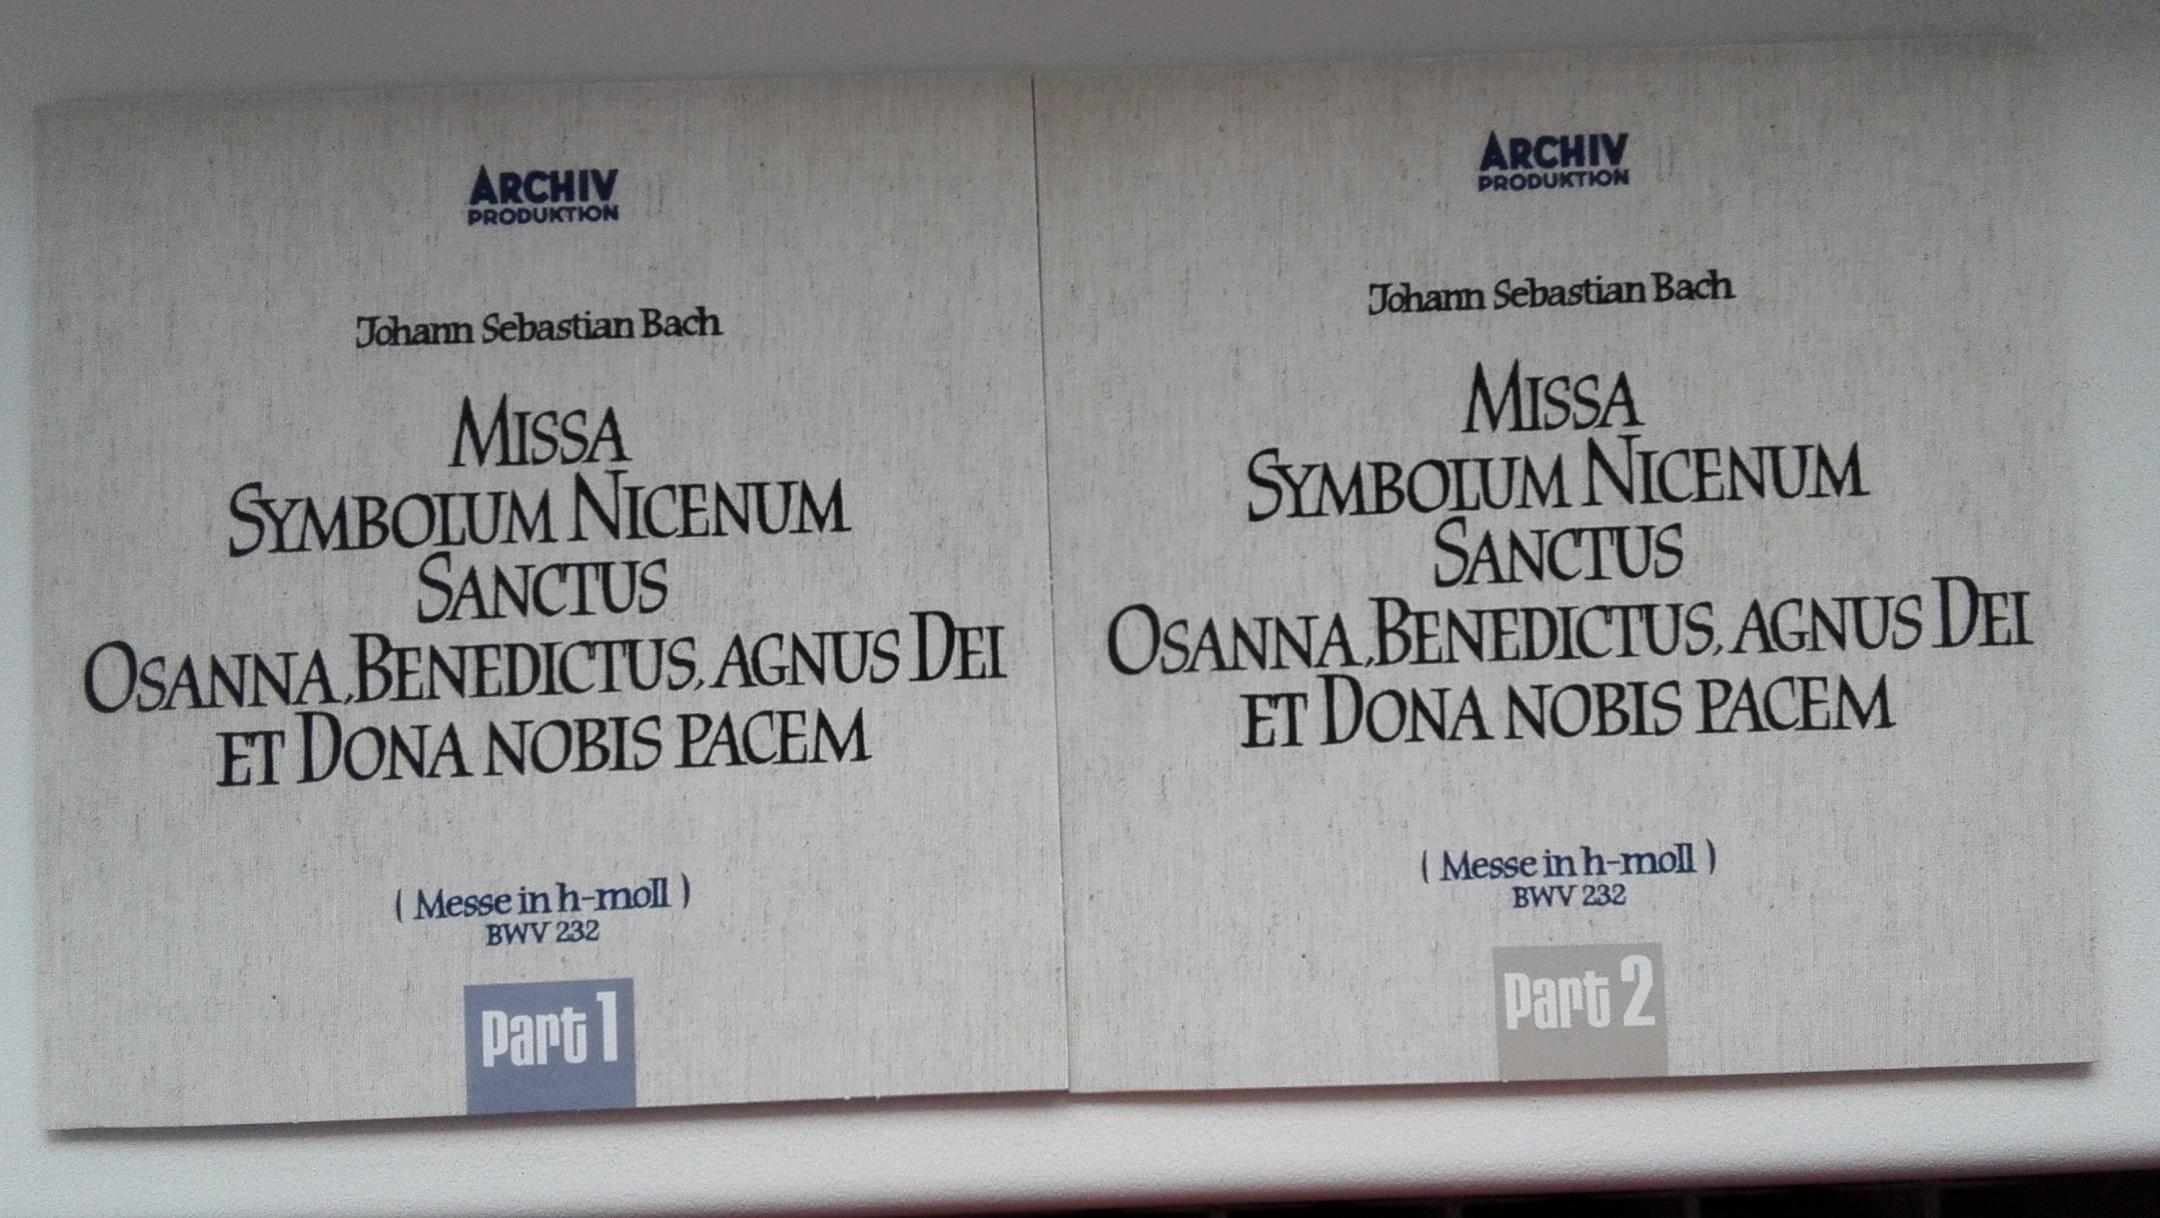 ARCHIV
PRODUKTION
Johann Sebastian Bach
MISSA
SYMBOLUM NICENUM
SANCTUS
OSANNA, BENEDICTUS, AGNUS DEI
ET DONA NOBIS PACEM
( Messe in h-moll )
BWV 232
Part 1
ARCHIV
PRODUKTION
Johann Sebastian Bach
MISSA
SYMBOLUM NICENUM
SANCTUS
OSANNA, BENEDICTUS, AGNUS DEI
ET DONA NOBIS PACEM
( Messe in h-moll )
BWV 232
Part 2